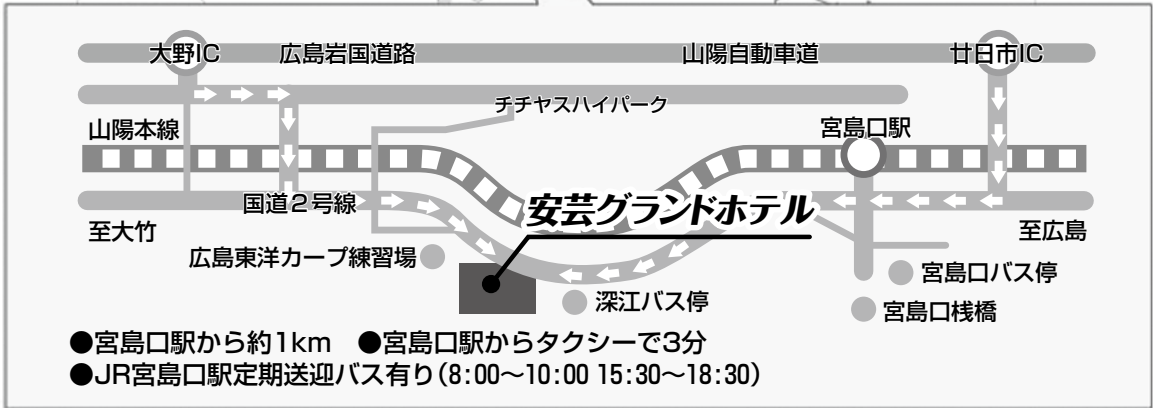 大野IC 広島岩国道路 山陽自動車道 廿日市IC
チチヤスハイパーク
山陽本線
宮島口駅
国道2号線
安芸グランドホテル
至大竹
至広島
広島東洋カープ練習場
宮島口バス停
深江バス停
宮島口桟橋
●宮島口駅から約1km ●宮島口駅からタクシーで3分
●JR宮島口駅定期送迎バス有り(8:00〜10:00 15:30〜18:30)